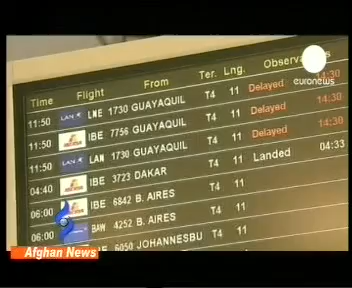 euronews
Time Flight From Ter. Lng. Observa
11:50 LAN LWE 1730 GUAYAQUIL T4 11 Delayed 14:30
11:50 IBE 7756 GUAYAQUIL T4 11 Delayed 14:30
11:50 LAN LAN 1730 GUAYAQUIL T4 11 Delayed 14:30
04:40 IBE 3723 DAKAR T4 11 Landed 04:33
06:00 IBE 6842 B. AIRES T4 11
06:00 BAW 4252 B. AIRES T4 11
6050 JOHANNESBU T4 11
Afghan News